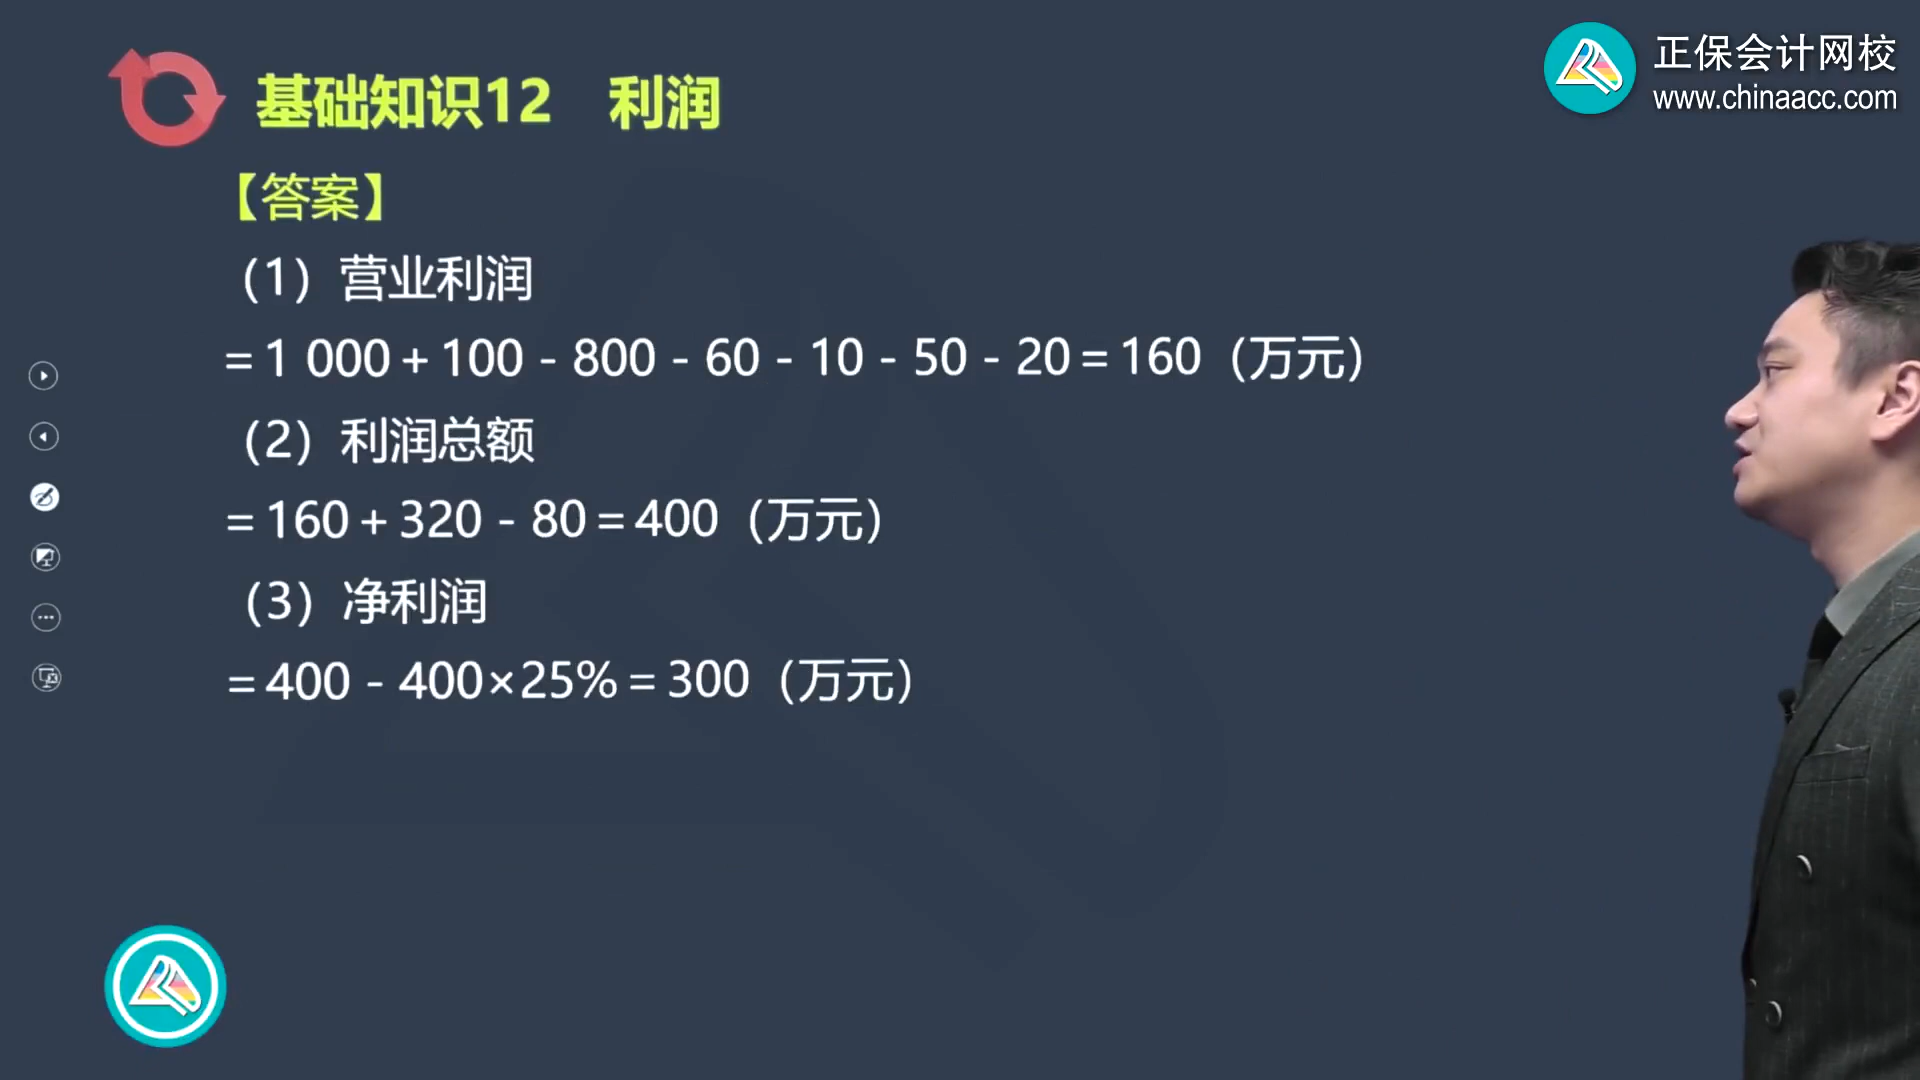 正保会计网校
www.chinaacc.com
基础知识12 利润
【答案】
（1）营业利润
＝1 000＋100－800－60－10－50－20＝160（万元）
（2）利润总额
＝160＋320－80＝400（万元）
（3）净利润
＝400－400×25%＝300（万元）